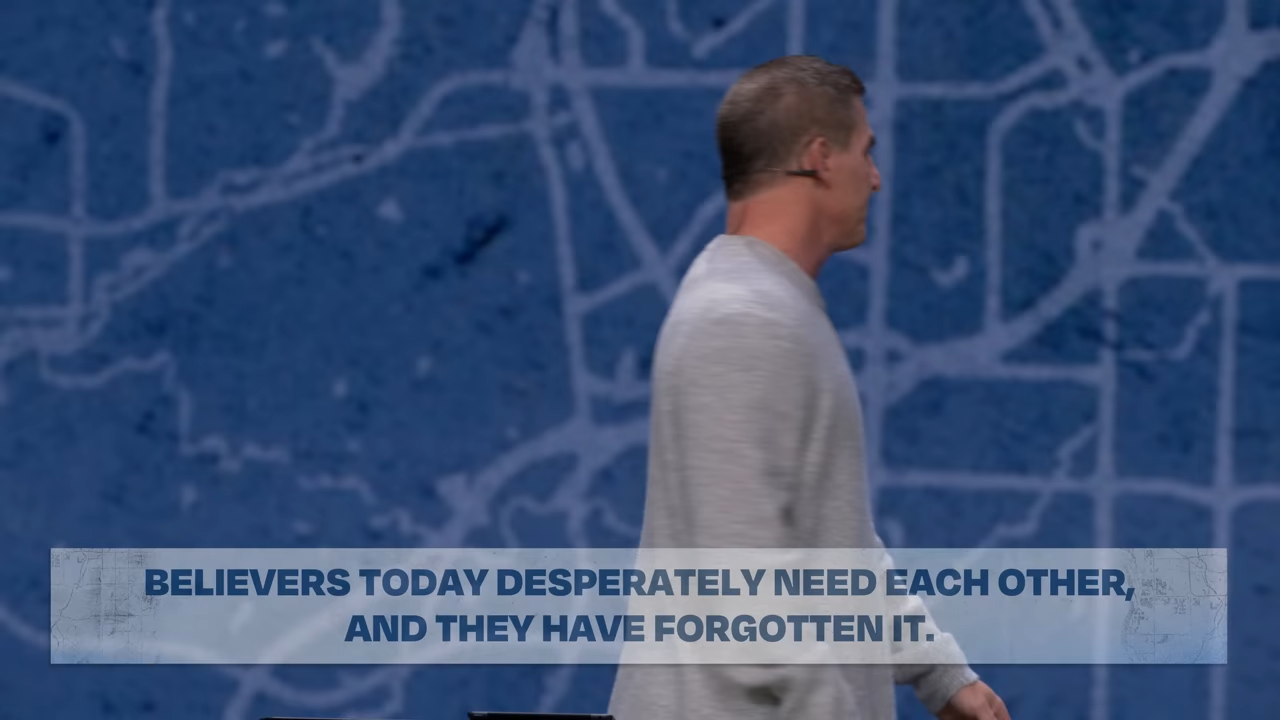 BELIEVERS TODAY DESPERATELY NEED EACH OTHER,
AND THEY HAVE FORGOTTEN IT.